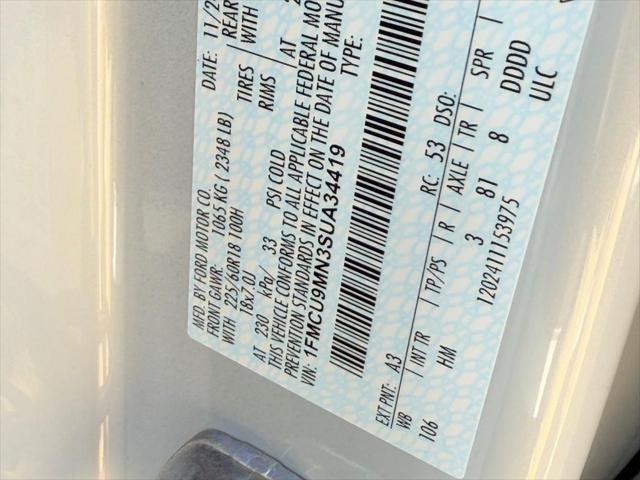 MFD. BY FORD MOTOR CO.
DATE: 11/2
FRONT GAWR: 1065 KG ( 2348 LB)
REAR
WITH 225/60R18 100H TIRES
WITH
18x7.0J RIMS
AT 230 kPa/ 33 PSI COLD
AT 2
THIS VEHICLE CONFORMS TO ALL APPLICABLE FEDERAL MO
PREVENTION STANDARDS IN EFFECT ON THE DATE OF MANU
VIN: 1FMCU9MN3SUA34419
TYPE:
EXT PNT: A3 RC: 53 DSO:
WB | MT TR | TP/PS | R | AXLE | TR | SPR
106 HM 3 81 8 DDDD
1202411153975 ULC